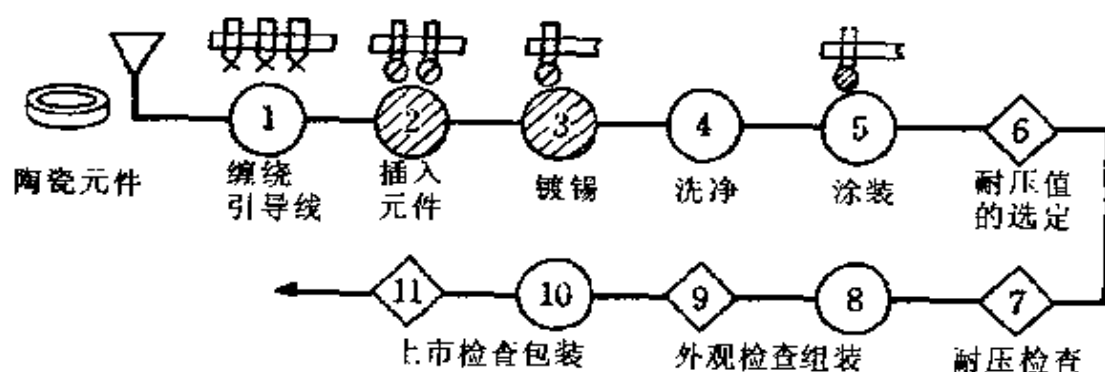 1
2
3
4
5
6
陶瓷元件
缠绕
引导线
插入
元件
镀锡
洗净
涂装
耐压值
的选定
11
10
9
8
7
上市检查包装
外观检查组装
耐压检查